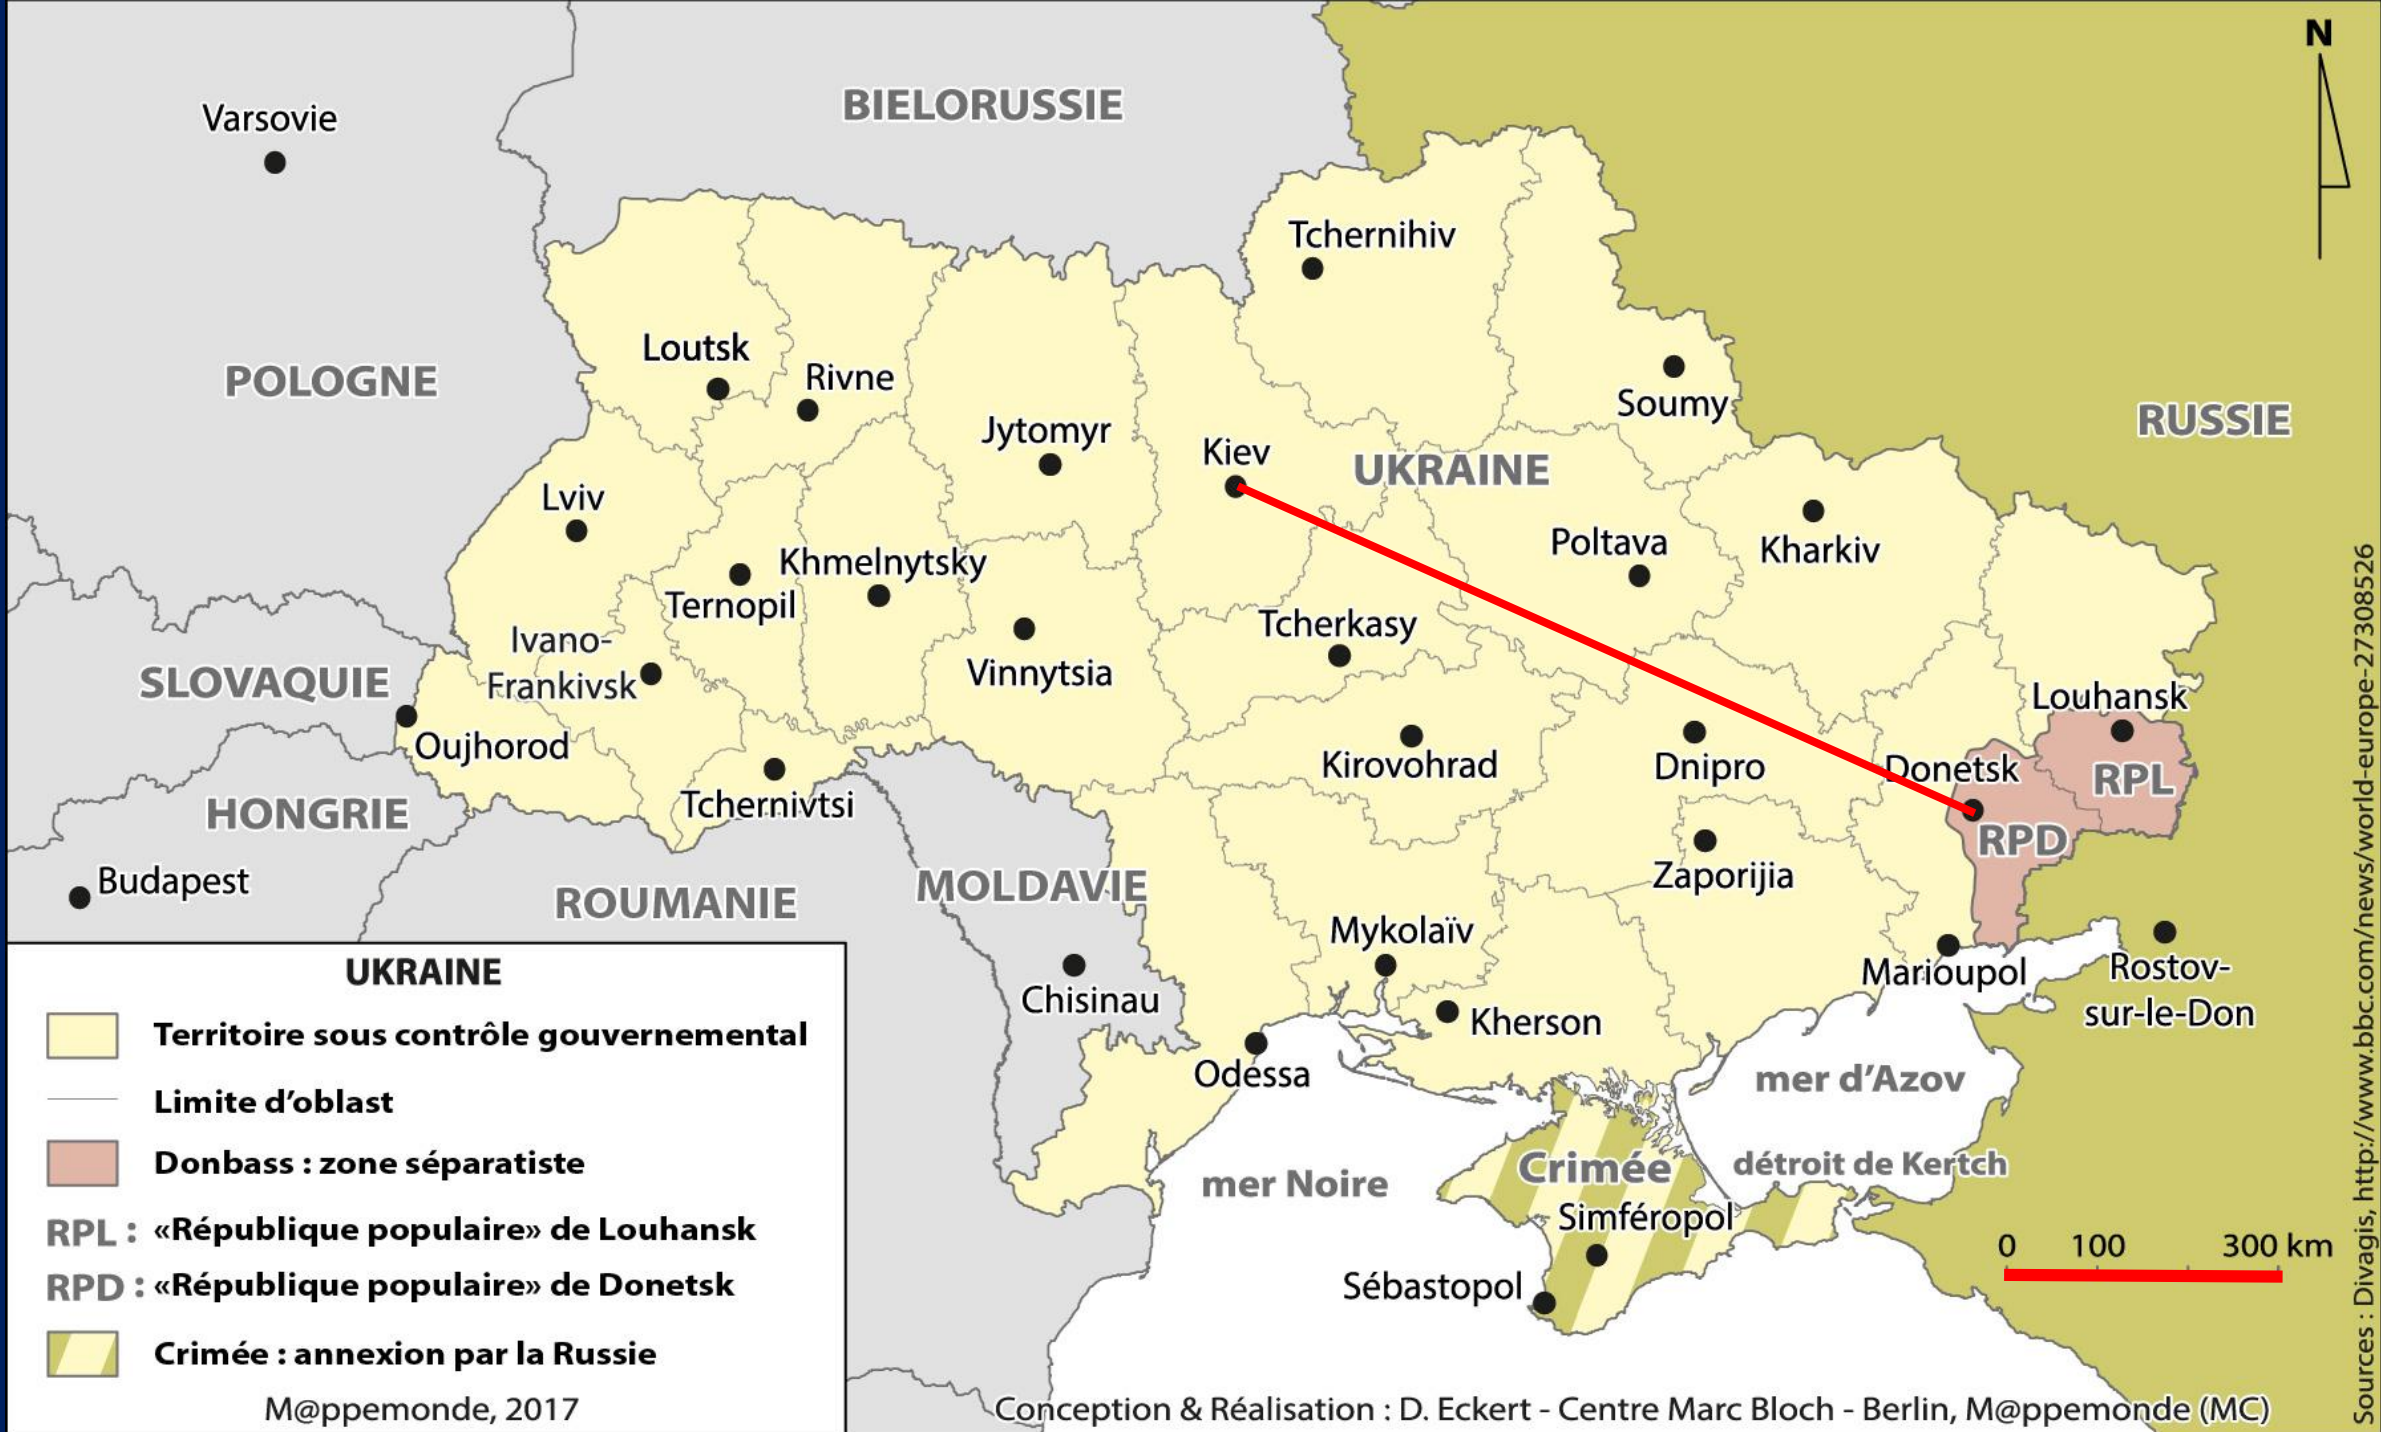 N
BIELORUSSIE
Varsovie
Tchernihiv
Loutsk
Rivne
POLOGNE
Soumy
RUSSIE
Jytomyr
Kiev
UKRAINE
Lviv
Poltava
Kharkiv
Khmelnytsky
Ternopil
Tcherkasy
Ivano-
Frankivsk
Vinnytsia
SLOVAQUIE
Louhansk
Oujhorod
Kirovohrad
Dnipro
Donetsk
RPL
Tchernivtsi
HONGRIE
RPD
Budapest
ROUMANIE
MOLDAVIE
Zaporijia
Mykolaïv
Marioupol
Rostov-
sur-le-Don
Chisinau
Kherson
Odessa
mer d’Azov
mer Noire
Crimée
détroit de Kertch
Simféropol
Sébastopol
0 100 300 km
UKRAINE
Territoire sous contrôle gouvernemental
Limite d’oblast
Donbass : zone séparatiste
RPL : «République populaire» de Louhansk
RPD : «République populaire» de Donetsk
Crimée : annexion par la Russie
M@ppemonde, 2017
Conception & Réalisation : D. Eckert - Centre Marc Bloch - Berlin, M@ppemonde (MC)
Sources : Divagis, http://www.bbc.com/news/world-europe-27308526